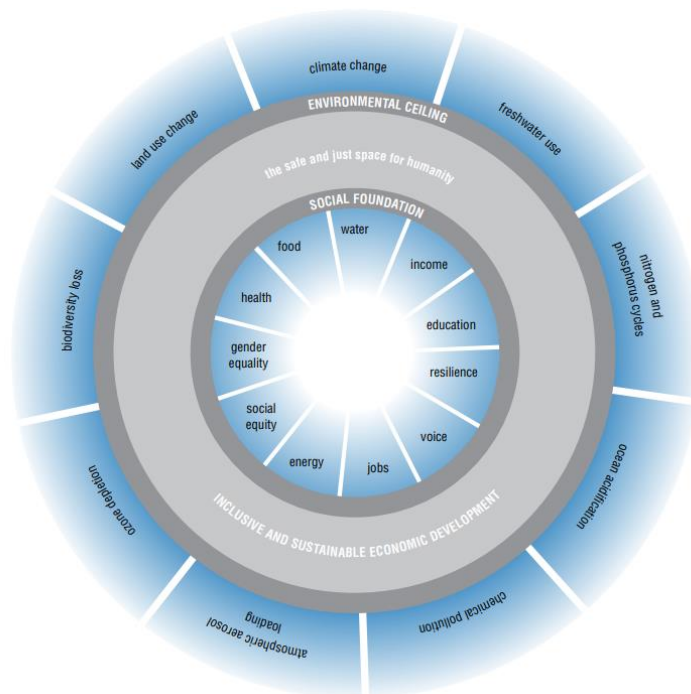 climate change
freshwater use
nitrogen and
phosphorus cycles
ocean acidification
chemical pollution
atmospheric aerosol
loading
ozone depletion
biodiversity loss
land use change
ENVIRONMENTAL CEILING
the safe and just space for humanity
SOCIAL FOUNDATION
water
income
education
resilience
voice
jobs
energy
social
equity
gender
equality
health
food
INCLUSIVE AND SUSTAINABLE ECONOMIC DEVELOPMENT